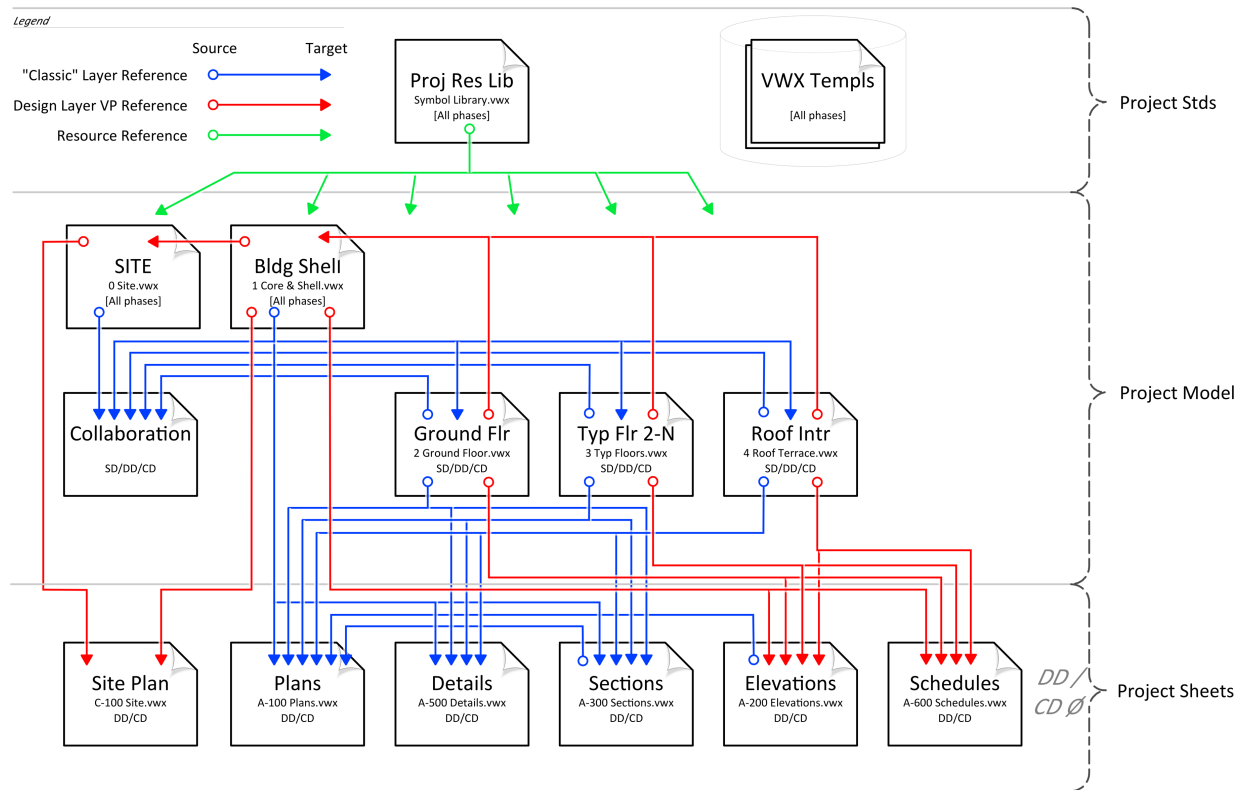 Legend
Source Target
"Classic" Layer Reference
Design Layer VP Reference
Resource Reference
Proj Res Lib
Symbol Library.vwx
[All phases]
VWX Templs
[All phases]
Project Stds
SITE
0 Site.vwx
[All phases]
Bldg Shell
1 Core & Shell.vwx
[All phases]
Collaboration
SD/DD/CD
Ground Flr
2 Ground Floor.vwx
SD/DD/CD
Typ Flr 2-N
3 Typ Floors.vwx
SD/DD/CD
Roof Intr
4 Roof Terrace.vwx
SD/DD/CD
Project Model
Site Plan
C-100 Site.vwx
DD/CD
Plans
A-100 Plans.vwx
DD/CD
Details
A-500 Details.vwx
DD/CD
Sections
A-300 Sections.vwx
DD/CD
Elevations
A-200 Elevations.vwx
DD/CD
Schedules
A-600 Schedules.vwx
DD/CD
DD /
CD Ø
Project Sheets